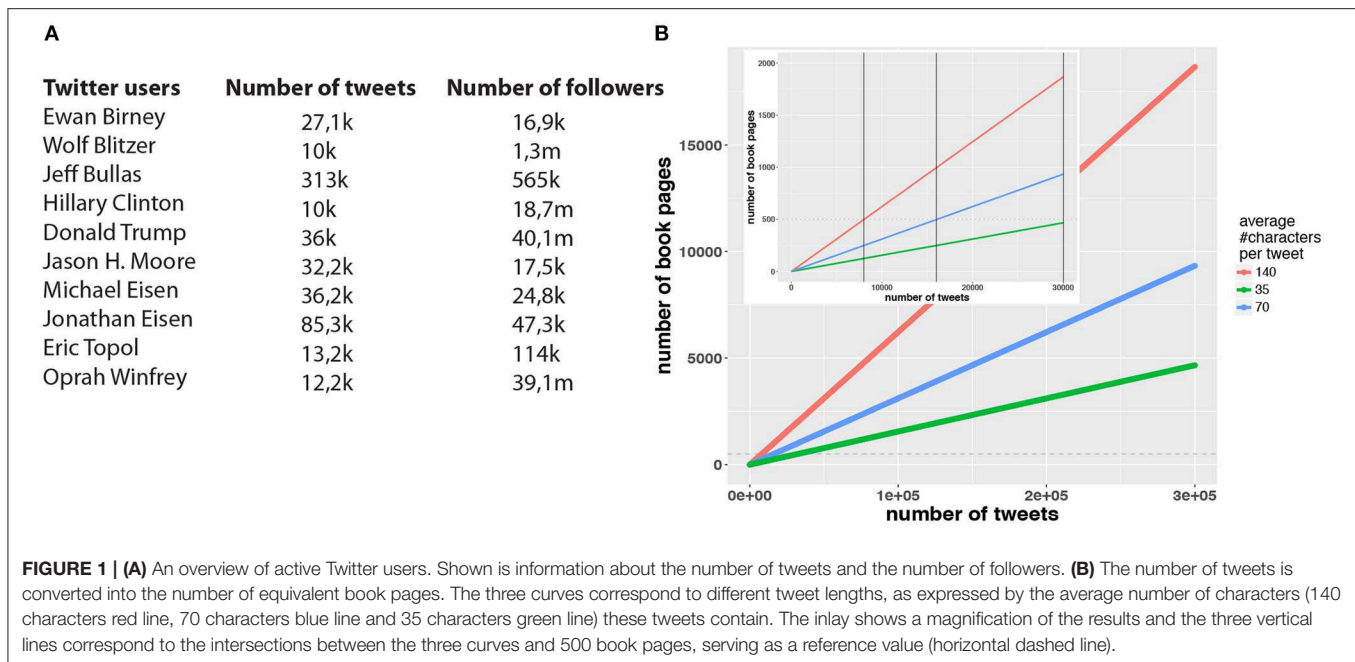 A
Twitter users Number of tweets Number of followers
Ewan Birney 27,1k 16,9k
Wolf Blitzer 10k 1,3m
Jeff Bullas 313k 565k
Hillary Clinton 10k 18,7m
Donald Trump 36k 40,1m
Jason H. Moore 32,2k 17,5k
Michael Eisen 36,2k 24,8k
Jonathan Eisen 85,3k 47,3k
Eric Topol 13,2k 114k
Oprah Winfrey 12,2k 39,1m
B
number of book pages
15000
10000
5000
0
0e+00 1e+05 2e+05 3e+05
number of tweets
number of book pages
2000
1500
1000
500
0
0 10000 20000 30000
number of tweets
average
#characters
per tweet
140
35
70
FIGURE 1 | (A) An overview of active Twitter users. Shown is information about the number of tweets and the number of followers. (B) The number of tweets is
converted into the number of equivalent book pages. The three curves correspond to different tweet lengths, as expressed by the average number of characters (140
characters red line, 70 characters blue line and 35 characters green line) these tweets contain. The inlay shows a magnification of the results and the three vertical
lines correspond to the intersections between the three curves and 500 book pages, serving as a reference value (horizontal dashed line).